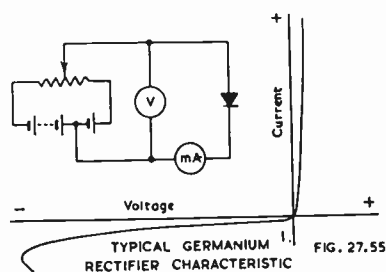 +
Current
V
mA
- Voltage +
1.
TYPICAL GERMANIUM
RECTIFIER CHARACTERISTIC
FIG. 27.55